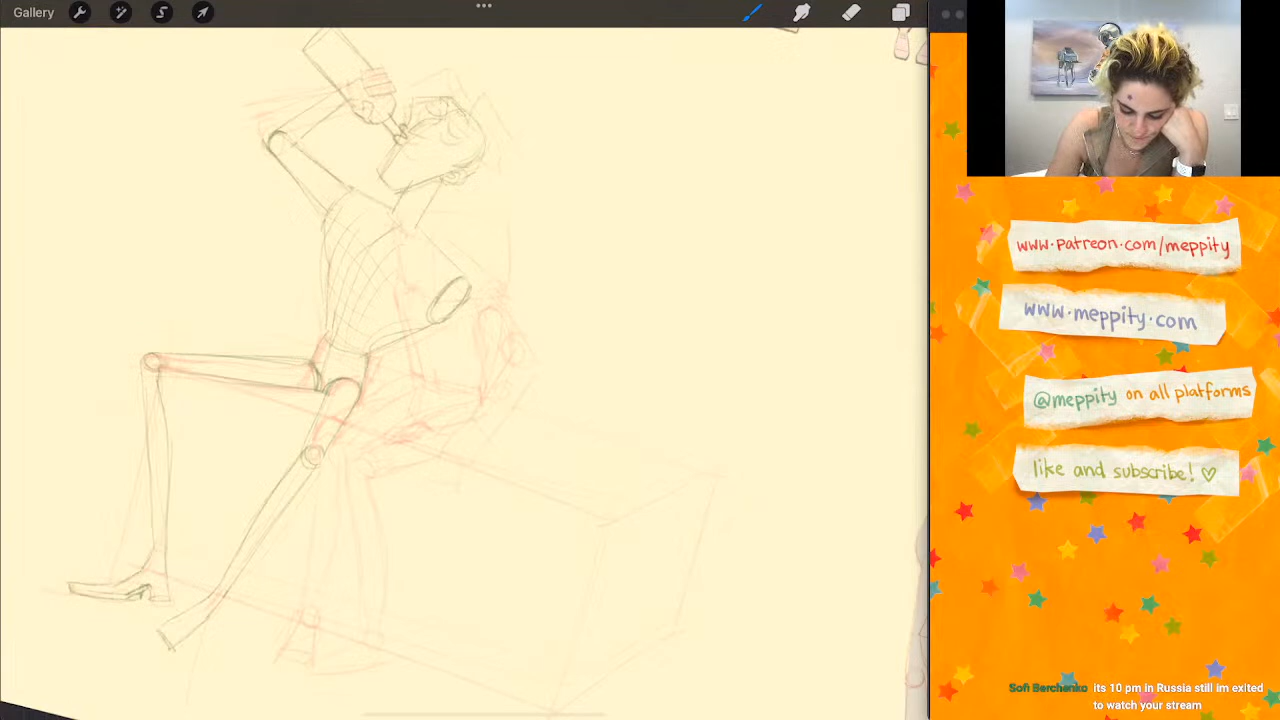 Gallery
www.patreon.com/meppity
www.meppity.com
@meppity on all platforms
like and subscribe!
Sofi Berchenko its 10 pm in Russia still im exited
to watch your stream